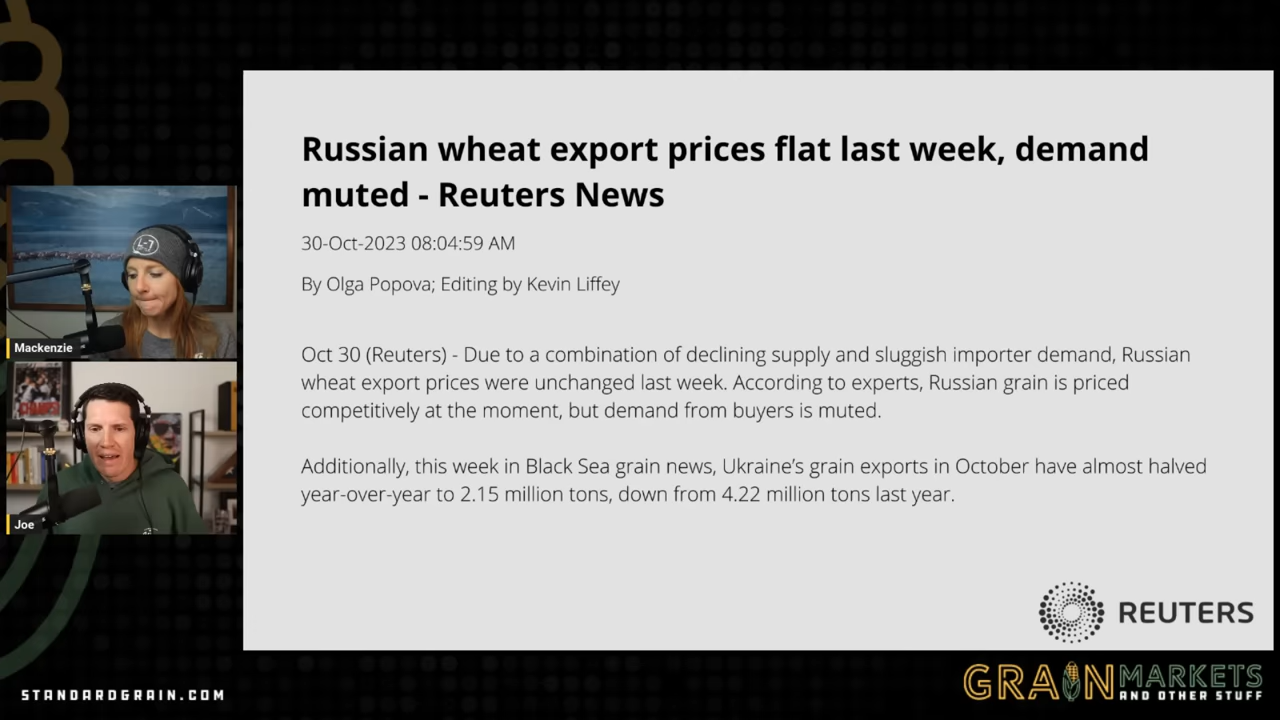 Russian wheat export prices flat last week, demand
muted - Reuters News
30-Oct-2023 08:04:59 AM
By Olga Popova; Editing by Kevin Liffey
Oct 30 (Reuters) - Due to a combination of declining supply and sluggish importer demand, Russian
wheat export prices were unchanged last week. According to experts, Russian grain is priced
competitively at the moment, but demand from buyers is muted.
Additionally, this week in Black Sea grain news, Ukraine's grain exports in October have almost halved
year-over-year to 2.15 million tons, down from 4.22 million tons last year.
Mackenzie
Joe
REUTERS
STANDARDGRAIN.COM
GRAIN MARKETS
AND OTHER STUFF